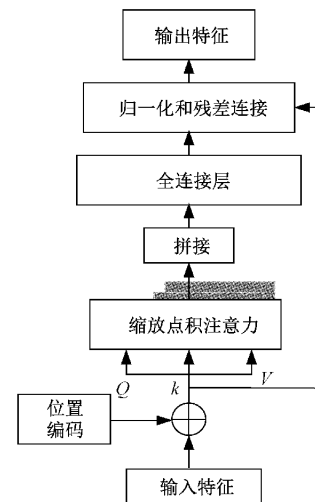 输出特征
归一化和残差连接
全连接层
拼接
缩放点积注意力
Q k V
位置
编码
输入特征